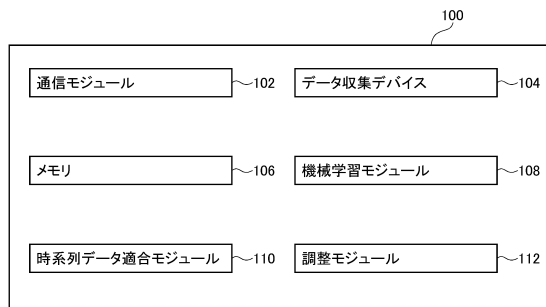 100
通信モジュール 102 データ収集デバイス 104
メモリ 106 機械学習モジュール 108
時系列データ適合モジュール 110 調整モジュール 112